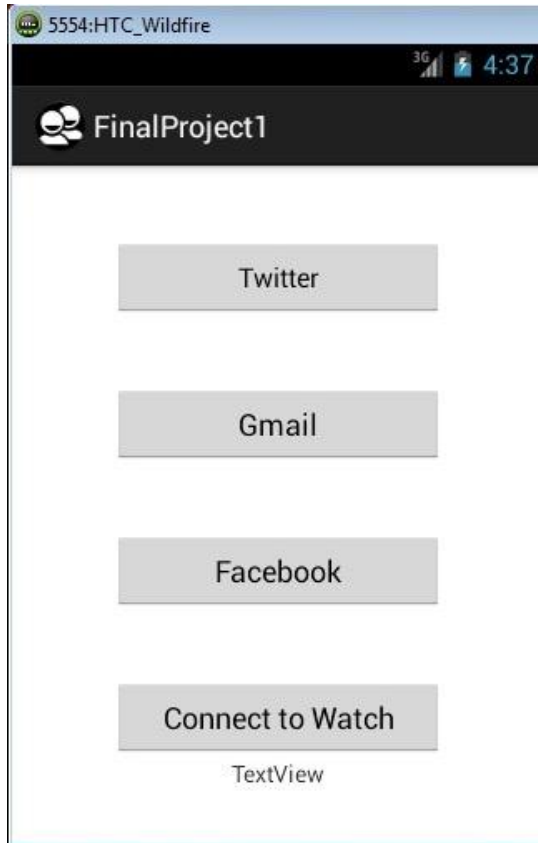 5554:HTC_Wildfire
3G 4:37
FinalProject1
Twitter
Gmail
Facebook
Connect to Watch
TextView